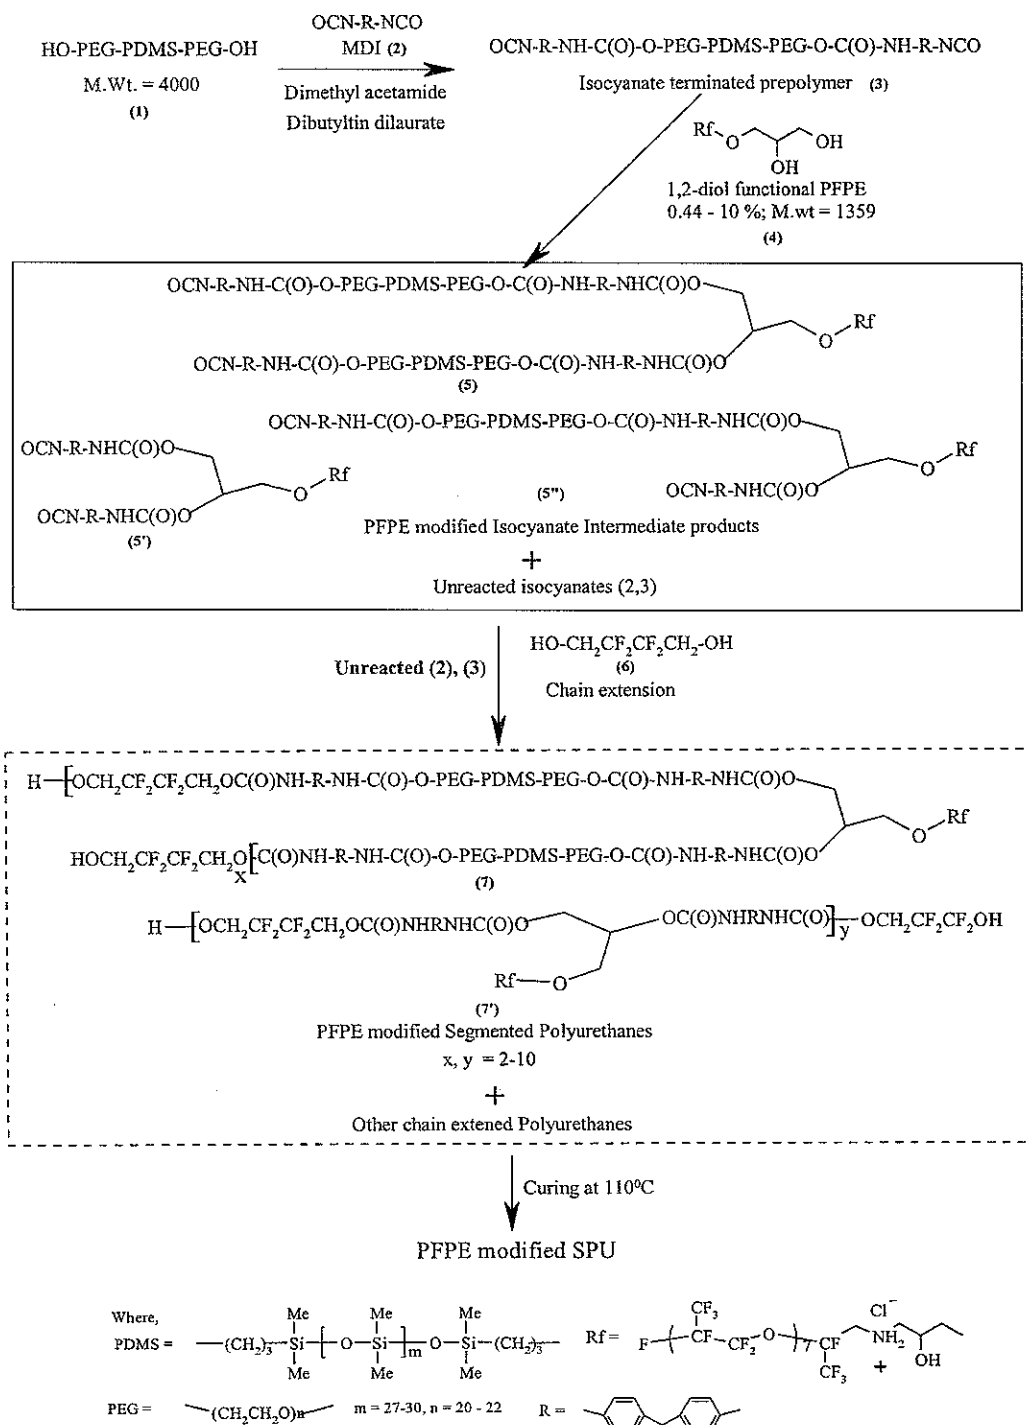 OCN-R-NCO
HO-PEG-PDMS-PEG-OH
MDI (2)
OCN-R-NH-C(O)-O-PEG-PDMS-PEG-O-C(O)-NH-R-NCO
M.Wt. = 4000
(1)
Dimethyl acetamide
Dibutyltin dilaurate
Isocyanate terminated prepolymer (3)
Rf
O
OH
OH
1,2-diol functional PFPE
0.44 - 10 %; M.wt = 1359
(4)
OCN-R-NH-C(O)-O-PEG-PDMS-PEG-O-C(O)-NH-R-NHC(O)O
O
Rf
OCN-R-NH-C(O)-O-PEG-PDMS-PEG-O-C(O)-NH-R-NHC(O)O
(5)
OCN-R-NH-C(O)-O-PEG-PDMS-PEG-O-C(O)-NH-R-NHC(O)O
OCN-R-NHC(O)O
O
Rf
O
Rf
OCN-R-NHC(O)O
(5'')
OCN-R-NHC(O)O
(5')
PFPE modified Isocyanate Intermediate products
+
Unreacted isocyanates (2,3)
Unreacted (2), (3)
HO-CH2CF2CF2CH2-OH
(6)
Chain extension
H-[OCH2CF2CF2CH2OC(O)NH-R-NH-C(O)-O-PEG-PDMS-PEG-O-C(O)-NH-R-NHC(O)O
O
Rf
HOCH2CF2CF2CH2O[C(O)NH-R-NH-C(O)-O-PEG-PDMS-PEG-O-C(O)-NH-R-NHC(O)O
x
(7)
H-[OCH2CF2CF2CH2OC(O)NHRNHC(O)O
OC(O)NHRNHC(O)]y-OCH2CF2CF2OH
Rf-O
(7')
PFPE modified Segmented Polyurethanes
x, y = 2-10
+
Other chain extened Polyurethanes
Curing at 110⁰C
PFPE modified SPU
Where,
PDMS = -(CH2)3-Si[-O-Si-]m-O-Si-(CH2)3-
Me Me Me
Me Me Me
Rf = F-(CF-CF2-O)7-CF-NH2
CF3
CF3
Cl-
+
OH
PEG = -(CH2CH2O)n-
m = 27-30, n = 20 - 22
R =